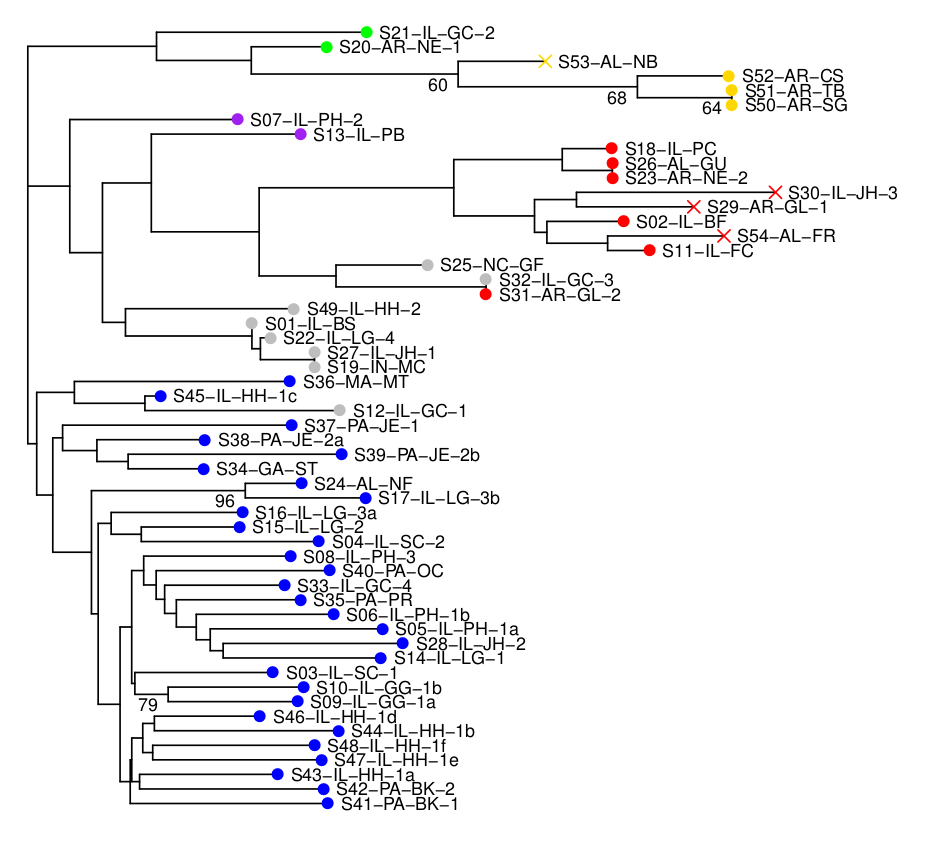 S21−IL−GC−2
S20−AR−NE−1
S53−AL−NB
S52−AR−CS
60
S51−AR−TB
68
S50−AR−SG
64
S07−IL−PH−2
S13−IL−PB
S18−IL−PC
S26−AL−GU
S23−AR−NE−2
S30−IL−JH−3
S29−AR−GL−1
S02−IL−BF
S54−AL−FR
S11−IL−FC
S25−NC−GF
S32−IL−GC−3
S31−AR−GL−2
S49−IL−HH−2
S01−IL−BS
S22−IL−LG−4
S27−IL−JH−1
S19−IN−MC
S36−MA−MT
S45−IL−HH−1c
S12−IL−GC−1
S37−PA−JE−1
S38−PA−JE−2a
S39−PA−JE−2b
S34−GA−ST
S24−AL−NF
S17−IL−LG−3b
96
S16−IL−LG−3a
S15−IL−LG−2
S04−IL−SC−2
S08−IL−PH−3
S40−PA−OC
S33−IL−GC−4
S35−PA−PR
S06−IL−PH−1b
S05−IL−PH−1a
S28−IL−JH−2
S14−IL−LG−1
S03−IL−SC−1
S10−IL−GG−1b
S09−IL−GG−1a
79
S46−IL−HH−1d
S44−IL−HH−1b
S48−IL−HH−1f
S47−IL−HH−1e
S43−IL−HH−1a
S42−PA−BK−2
S41−PA−BK−1